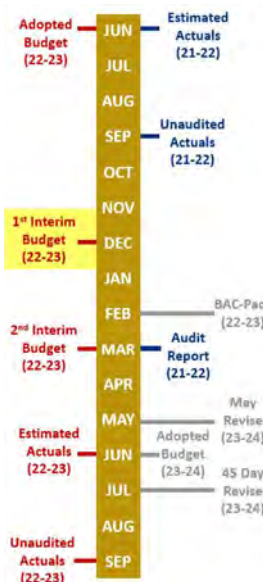 Adopted
Budget
(22-23)
JUN
Estimated
Actuals
(21-22)
JUL
AUG
SEP
Unaudited
Actuals
(21-22)
OCT
NOV
1st Interim
Budget
(22-23)
DEC
JAN
FEB
BAC-Pac
(22-23)
2nd Interim
Budget
(22-23)
MAR
Audit
Report
(21-22)
APR
MAY
May
Revise
(23-24)
Estimated
Actuals
(22-23)
JUN
Adopted
Budget
(23-24)
JUL
45 Day
Revise
(23-24)
AUG
Unaudited
Actuals
(22-23)
SEP